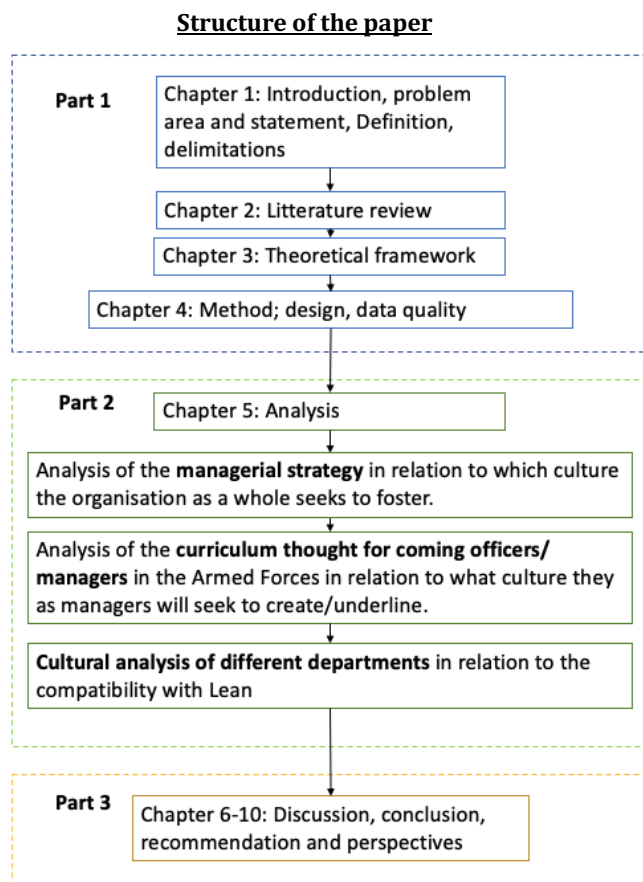 Structure of the paper
Part 1
Chapter 1: Introduction, problem
area and statement, Definition,
delimitations
Chapter 2: Litterature review
Chapter 3: Theoretical framework
Chapter 4: Method; design, data quality
Part 2
Chapter 5: Analysis
Analysis of the managerial strategy in relation to which culture
the organisation as a whole seeks to foster.
Analysis of the curriculum thought for coming officers/
managers in the Armed Forces in relation to what culture they
as managers will seek to create/underline.
Cultural analysis of different departments in relation to the
compatibility with Lean
Part 3
Chapter 6-10: Discussion, conclusion,
recommendation and perspectives